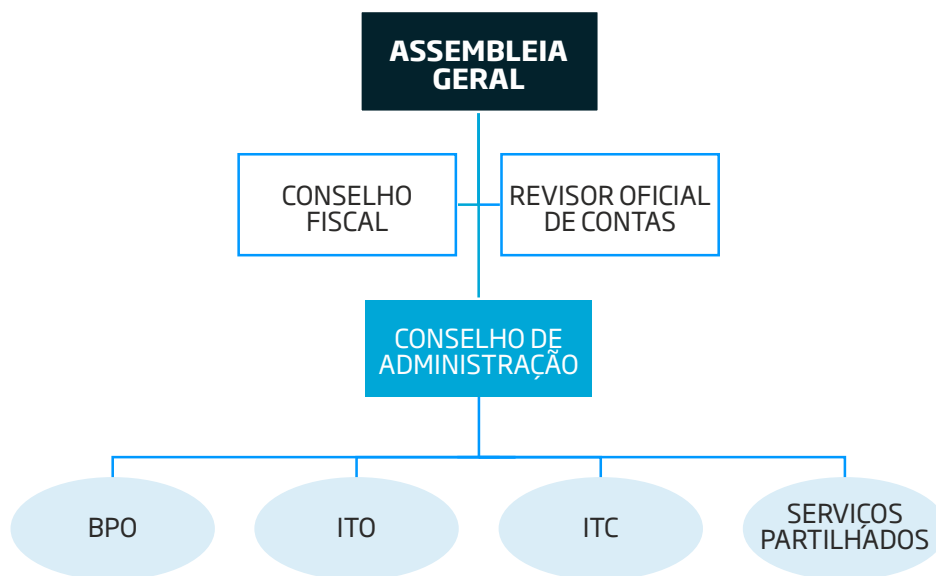 ASSEMBLEIA
GERAL
CONSELHO
FISCAL
REVISOR OFICIAL
DE CONTAS
CONSELHO DE
ADMINISTRAÇÃO
BPO
ITO
ITC
SERVIÇOS
PARTILHADOS